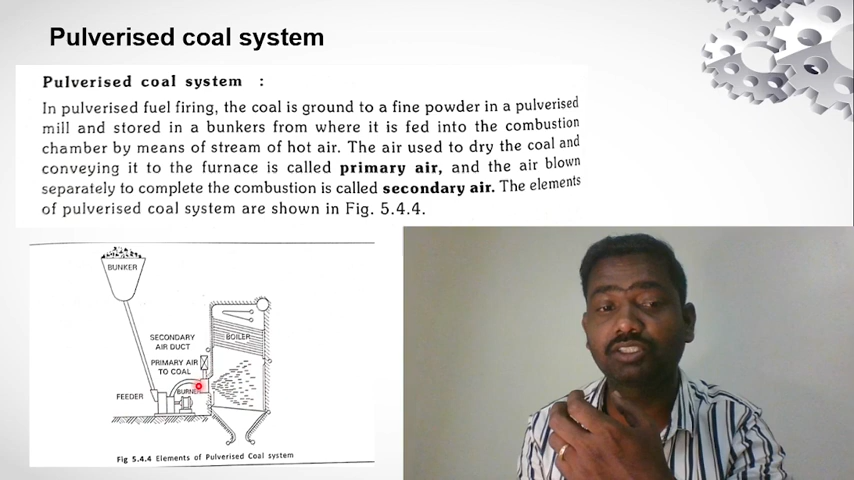 Pulverised coal system
Pulverised coal system :
In pulverised fuel firing, the coal is ground to a fine powder in a pulverised
mill and stored in a bunkers from where it is fed into the combustion
chamber by means of stream of hot air. The air used to dry the coal and
conveying it to the furnace is called primary air, and the air blown
separately to complete the combustion is called secondary air. The elements
of pulverised coal system are shown in Fig. 5.4.4.
BUNKER
SECONDARY
AIR DUCT
BOILER
PRIMARY AIR
TO COAL
FEEDER
Fig 5.4.4 Elements of Pulverised Coal system